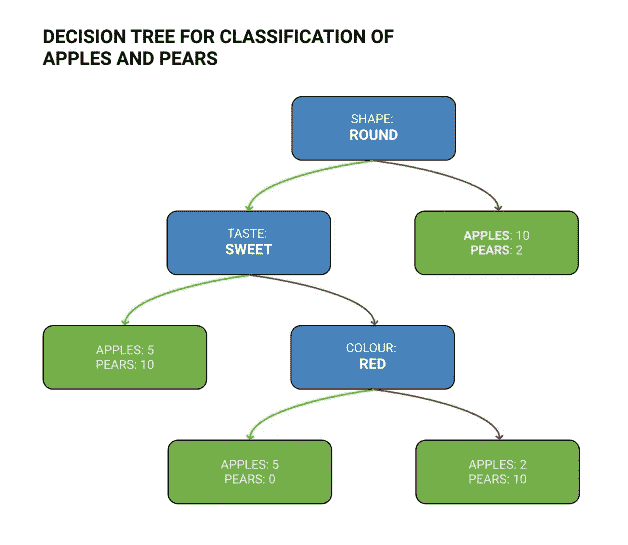 DECISION TREE FOR CLASSIFICATION OF
APPLES AND PEARS
SHAPE:
ROUND
TASTE:
SWEET
APPLES: 10
PEARS: 2
APPLES: 5
PEARS: 10
COLOUR:
RED
APPLES: 5
PEARS: 0
APPLES: 2
PEARS: 10